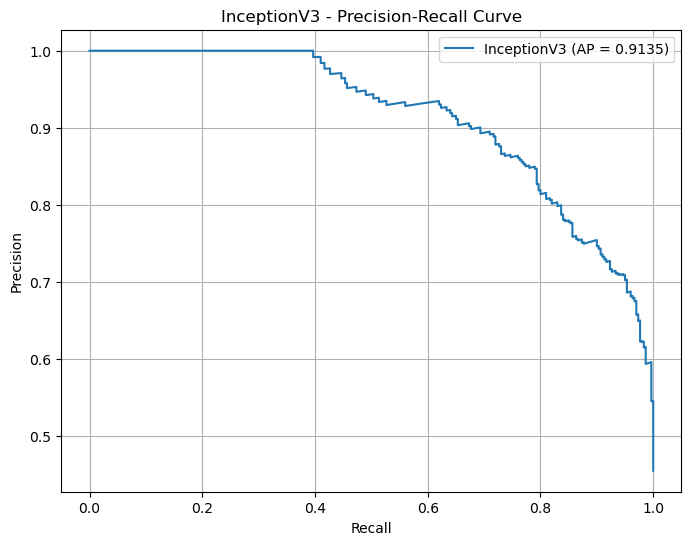 InceptionV3 - Precision-Recall Curve
InceptionV3 (AP = 0.9135)
1.0
0.9
0.8
0.7
0.6
0.5
Precision
0.0 0.2 0.4 0.6 0.8 1.0
Recall